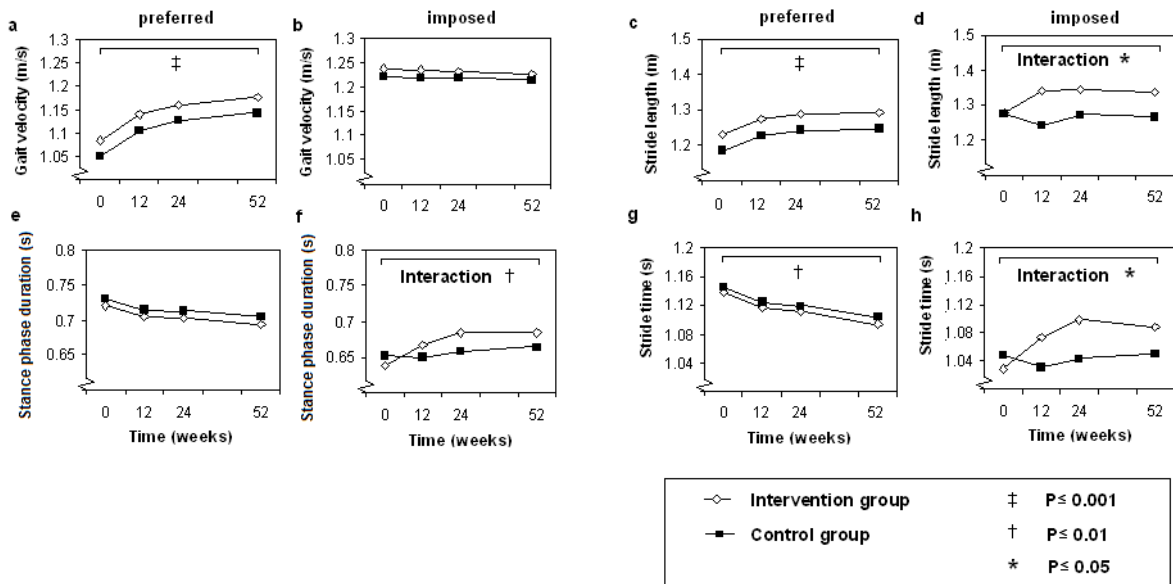 preferred
imposed
preferred
imposed
a
Gait velocity (m/s)
1.3
1.25
1.2
1.15
1.1
1.05
‡
0
12
24
52
b
1.3
1.25
1.2
1.15
1.1
1.05
0
12
24
52
c
Stride length (m)
1.5
1.4
1.3
1.2
‡
0
12
24
52
d
Stride length (m)
1.5
1.4
1.3
1.2
Interaction *
0
12
24
52
e
Stance phase duration (s)
0.8
0.75
0.7
0.65
0
12
24
52
Time (weeks)
f
Stance phase duration (s)
0.8
0.75
0.7
0.65
Interaction †
0
12
24
52
Time (weeks)
g
Stride time (s)
1.2
1.16
1.12
1.08
1.04
†
0
12
24
52
Time (weeks)
h
Stride time (s)
1.2
1.16
1.12
1.08
1.04
Interaction *
0
12
24
52
Time (weeks)
Intervention group ‡ P≤ 0.001
Control group † P≤ 0.01
* P≤ 0.05